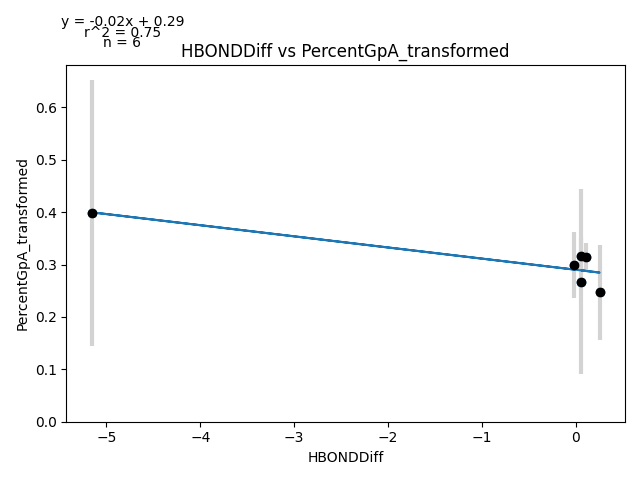 y = -0.02x + 0.29
r^2 = 0.75
n = 6
HBONDDiff vs PercentGpA_transformed
0.6
0.5
0.4
0.3
0.2
0.1
0.0
PercentGpA_transformed
−5
−4
−3
−2
−1
0
HBONDDiff